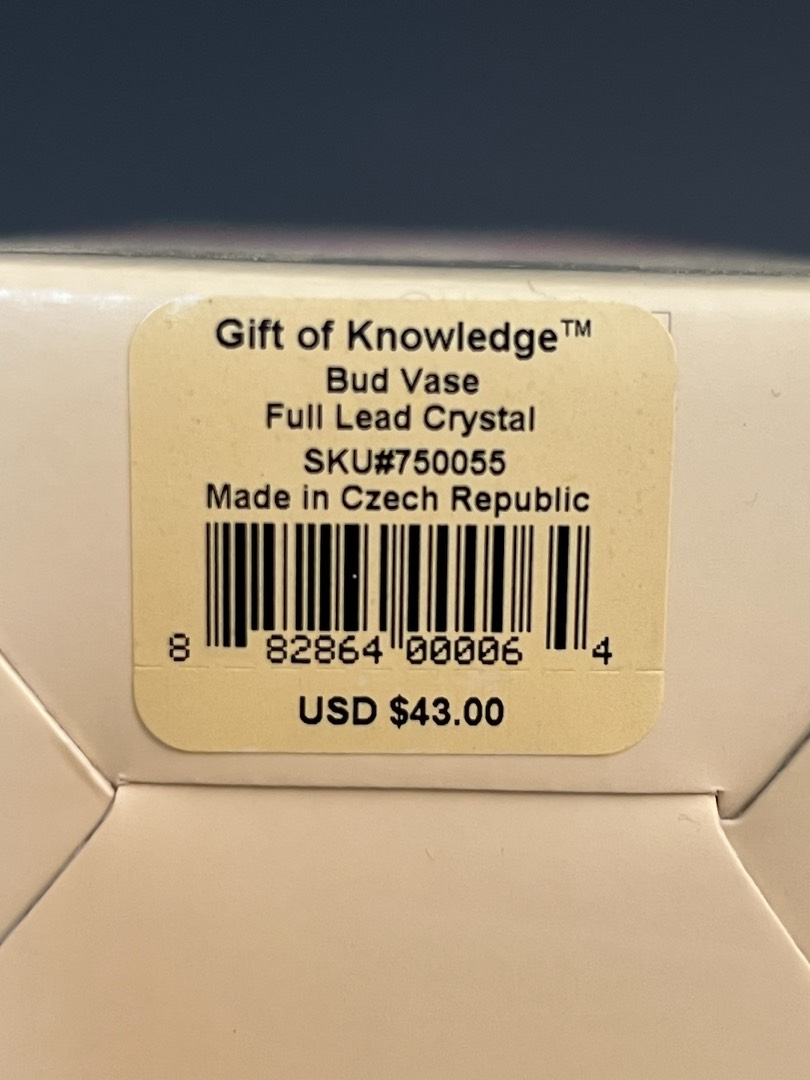 Gift of Knowledge™
Bud Vase
Full Lead Crystal
SKU#750055
Made in Czech Republic
8 82864 00006 4
USD $43.00